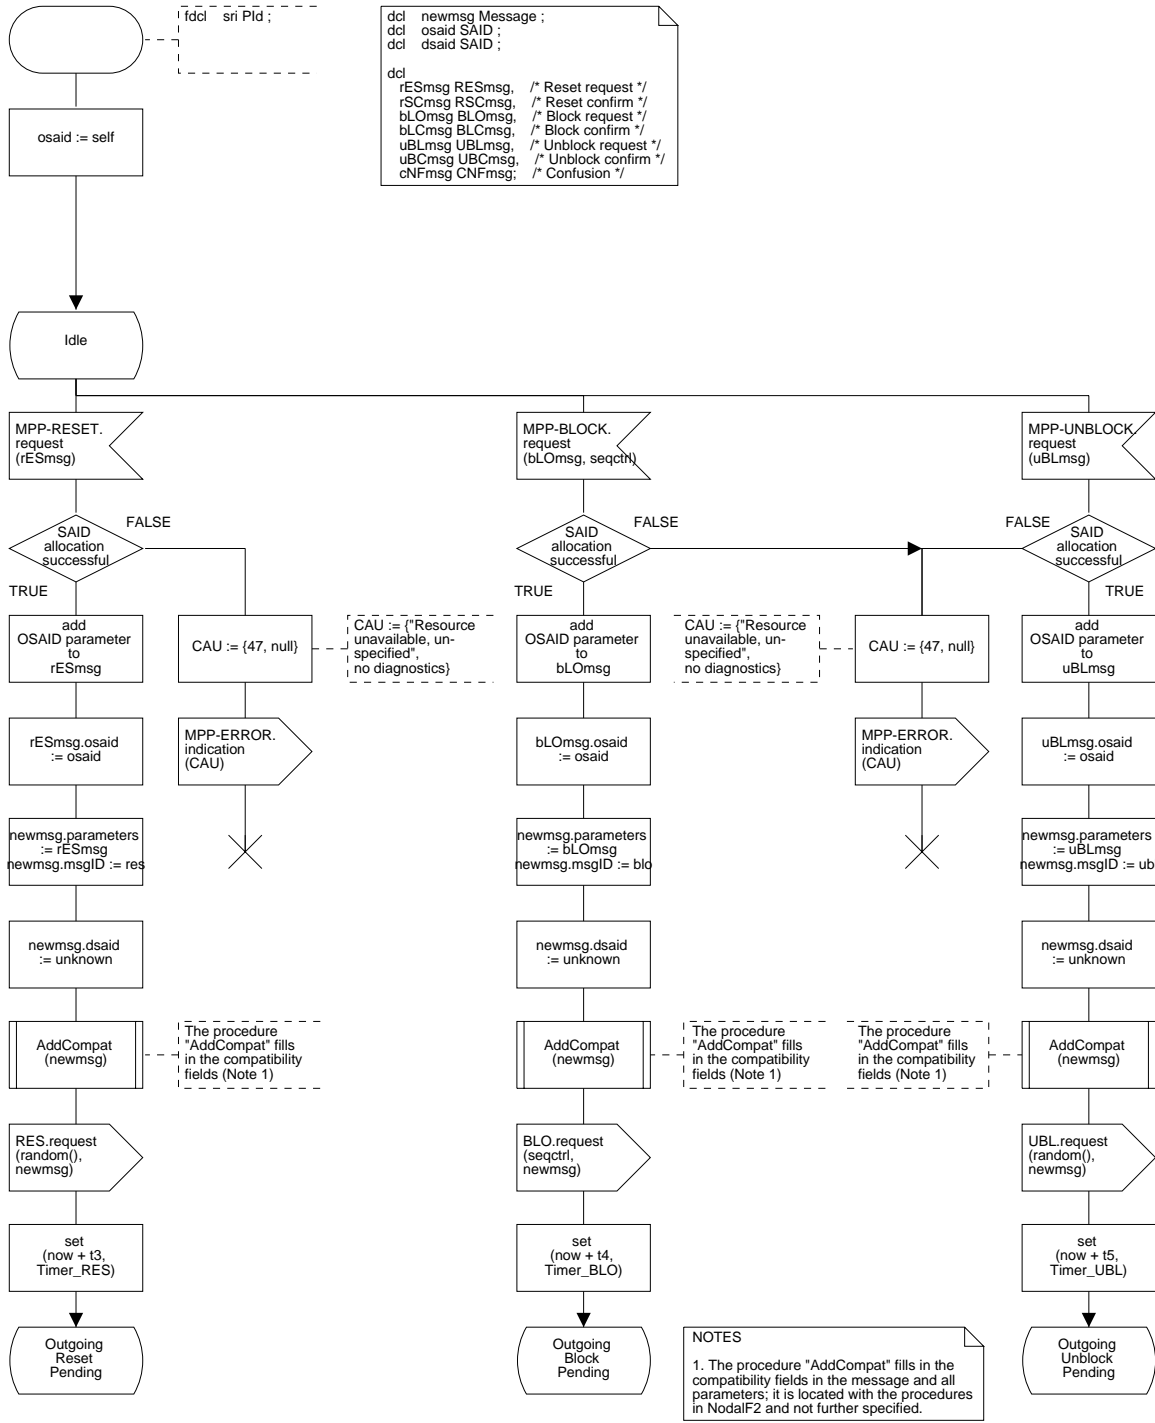 fdcl sri PId ;
dcl newmsg Message ;
dcl osaid SAID ;
dcl dsaid SAID ;
dcl
rESmsg RESmsg, /* Reset request */
rSCmsg RSCmsg, /* Reset confirm */
bLOmsg BLOmsg, /* Block request */
bLCmsg BLCmsg, /* Block confirm */
uBLmsg UBLmsg, /* Unblock request */
uBCmsg UBCmsg, /* Unblock confirm */
cNFmsg CNFmsg; /* Confusion */
osaid := self
Idle
MPP-RESET.
request
(rESmsg)
MPP-BLOCK.
request
(bLOmsg, seqctrl)
MPP-UNBLOCK.
request
(uBLmsg)
SAID
allocation
successful
FALSE
TRUE
SAID
allocation
successful
FALSE
TRUE
FALSE
SAID
allocation
successful
TRUE
add
OSAID parameter
to
rESmsg
CAU := {47, null}
CAU := {"Resource
unavailable, un-
specified",
no diagnostics}
add
OSAID parameter
to
bLOmsg
CAU := {"Resource
unavailable, un-
specified",
no diagnostics}
CAU := {47, null}
add
OSAID parameter
to
uBLmsg
rESmsg.osaid
:= osaid
MPP-ERROR.
indication
(CAU)
bLOmsg.osaid
:= osaid
MPP-ERROR.
indication
(CAU)
uBLmsg.osaid
:= osaid
newmsg.parameters
:= rESmsg
newmsg.msgID := res
newmsg.parameters
:= bLOmsg
newmsg.msgID := blo
newmsg.parameters
:= uBLmsg
newmsg.msgID := ub
newmsg.dsaid
:= unknown
newmsg.dsaid
:= unknown
newmsg.dsaid
:= unknown
AddCompat
(newmsg)
The procedure
"AddCompat" fills
in the compatibility
fields (Note 1)
AddCompat
(newmsg)
The procedure
"AddCompat" fills
in the compatibility
fields (Note 1)
The procedure
"AddCompat" fills
in the compatibility
fields (Note 1)
AddCompat
(newmsg)
RES.request
(random(),
newmsg)
BLO.request
(seqctrl,
newmsg)
UBL.request
(random(),
newmsg)
set
(now + t3,
Timer_RES)
set
(now + t4,
Timer_BLO)
set
(now + t5,
Timer_UBL)
Outgoing
Reset
Pending
Outgoing
Block
Pending
NOTES
1. The procedure "AddCompat" fills in the
compatibility fields in the message and all
parameters; it is located with the procedures
in NodalF2 and not further specified.
Outgoing
Unblock
Pending